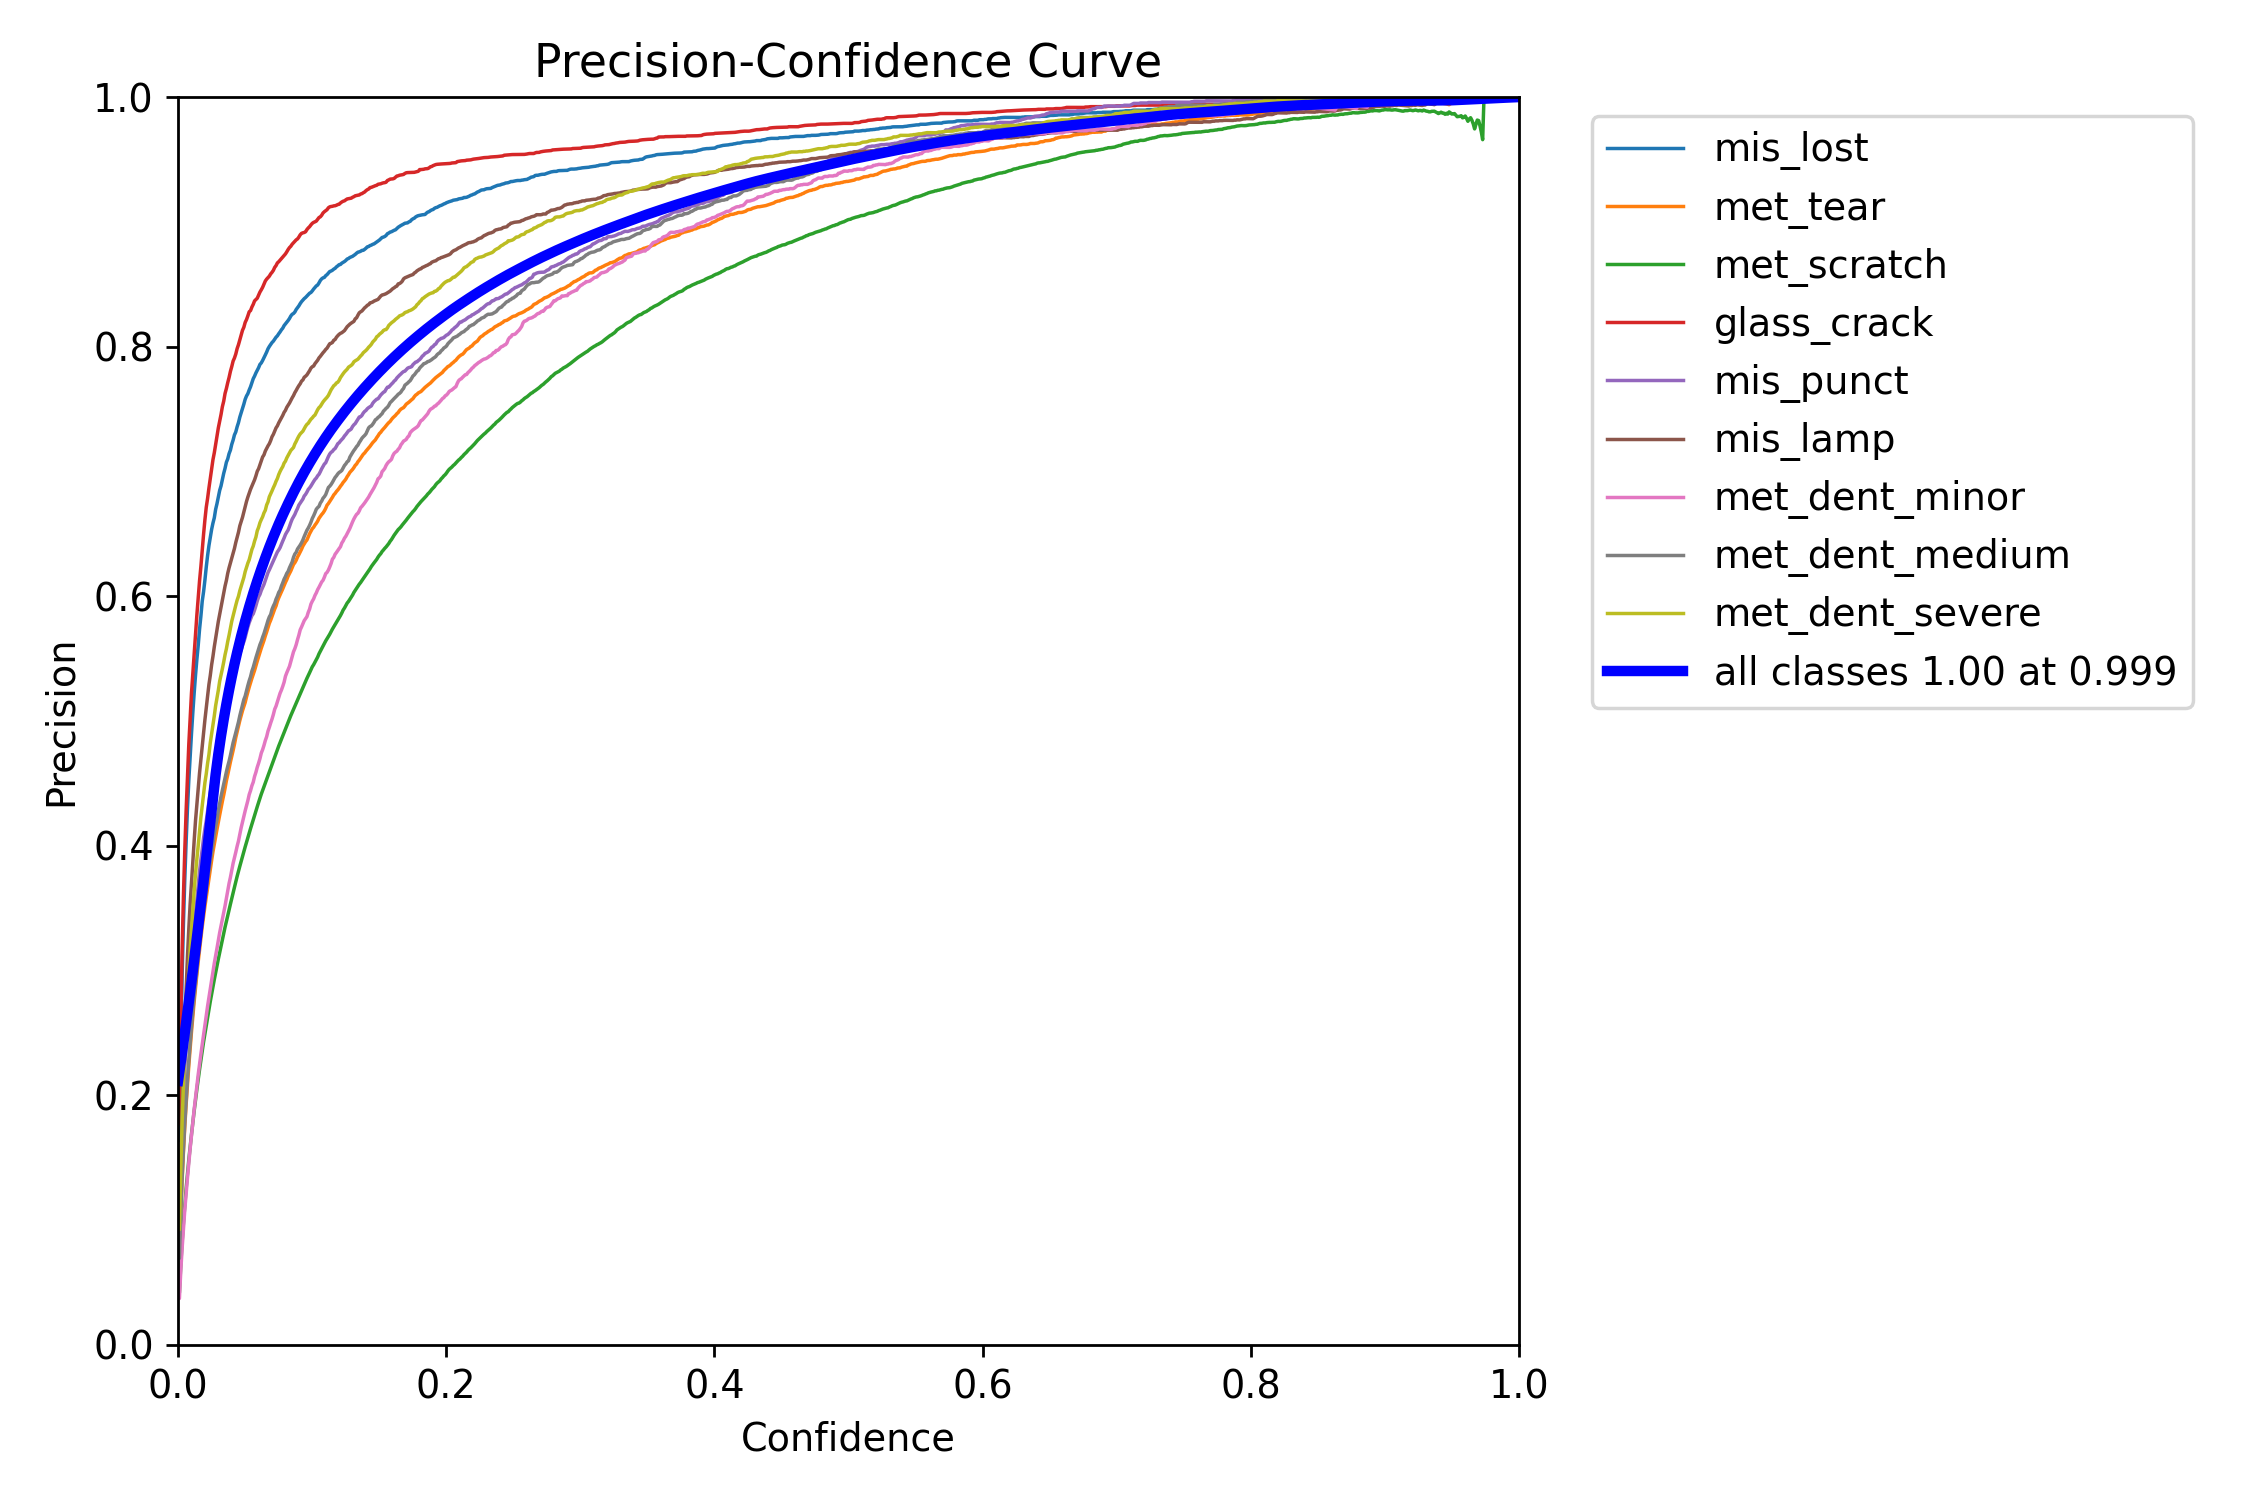 Precision-Confidence Curve
1.0
0.8
0.6
0.4
0.2
0.0
Precision
0.0 0.2 0.4 0.6 0.8 1.0
Confidence
mis_lost
met_tear
met_scratch
glass_crack
mis_punct
mis_lamp
met_dent_minor
met_dent_medium
met_dent_severe
all classes 1.00 at 0.999